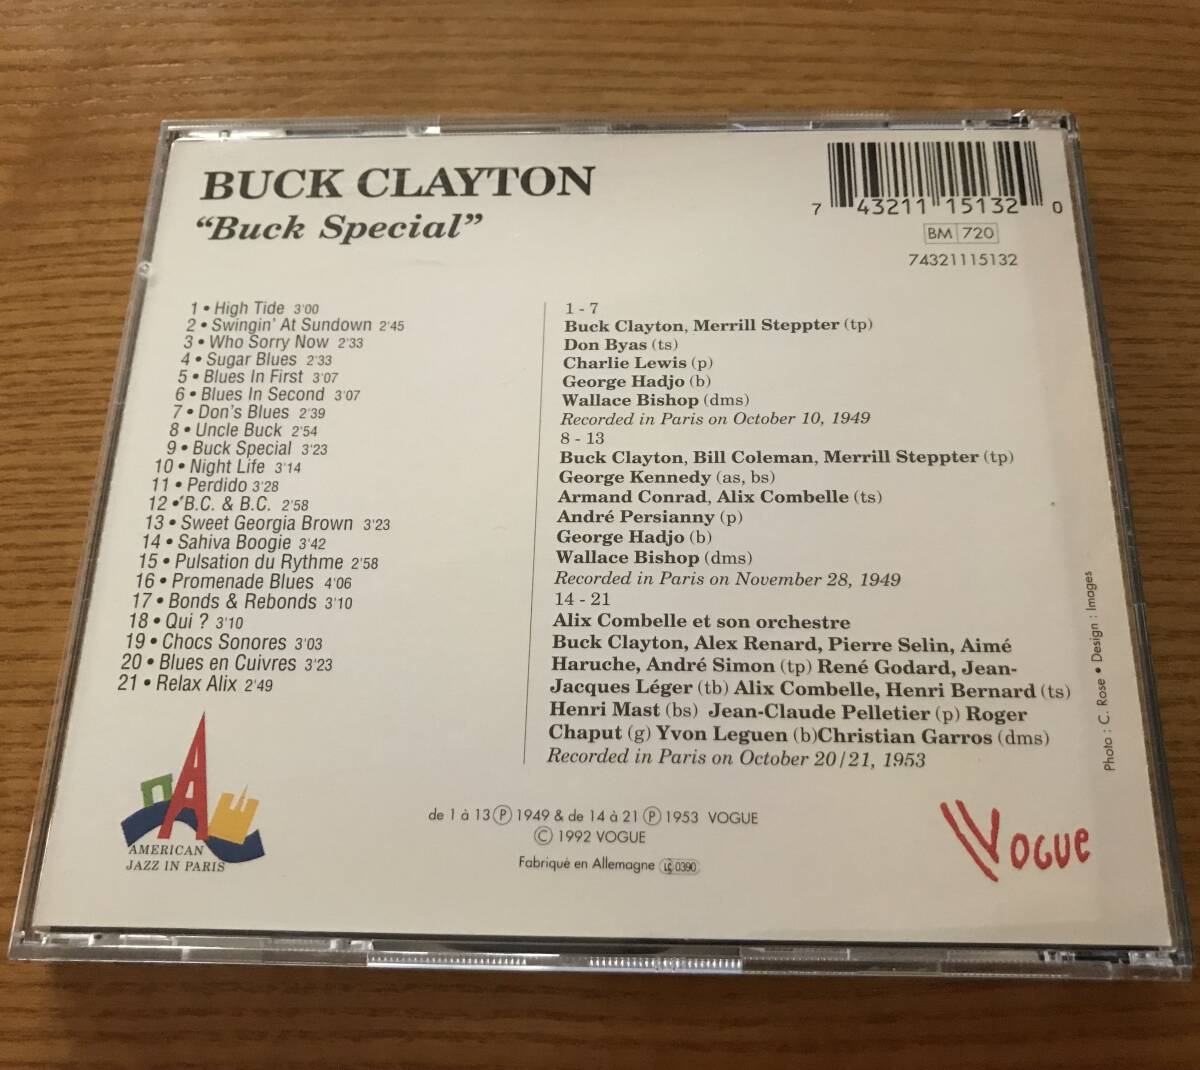 BUCK CLAYTON
“Buck Special”
7 43211 15132 0
BM 720
74321115132
1 • High Tide 3'00
2 • Swingin' At Sundown 2'45
3 • Who Sorry Now 2'33
4 • Sugar Blues 2'33
5 • Blues In First 3'07
6 • Blues In Second 3'07
7 • Don's Blues 2'39
8 • Uncle Buck 2'54
9 • Buck Special 3'23
10 • Night Life 3'14
11 • Perdido 3'28
12 • B.C. & B.C. 2'58
13 • Sweet Georgia Brown 3'23
14 • Sahiva Boogie 3'42
15 • Pulsation du Rythme 2'58
16 • Promenade Blues 4'06
17 • Bonds & Rebonds 3'10
18 • Qui ? 3'10
19 • Chocs Sonores 3'03
20 • Blues en Cuivres 3'23
21 • Relax Alix 2'49
1 - 7
Buck Clayton, Merrill Steppter (tp)
Don Byas (ts)
Charlie Lewis (p)
George Hadjo (b)
Wallace Bishop (dms)
Recorded in Paris on October 10, 1949
8 - 13
Buck Clayton, Bill Coleman, Merrill Steppter (tp)
George Kennedy (as, bs)
Armand Conrad, Alix Combelle (ts)
André Persianny (p)
George Hadjo (b)
Wallace Bishop (dms)
Recorded in Paris on November 28, 1949
14 - 21
Alix Combelle et son orchestre
Buck Clayton, Alex Renard, Pierre Selin, Aimé
Haruche, André Simon (tp) René Godard, Jean-
Jacques Léger (tb) Alix Combelle, Henri Bernard (ts)
Henri Mast (bs) Jean-Claude Pelletier (p) Roger
Chaput (g) Yvon Leguen (b)Christian Garros (dms)
Recorded in Paris on October 20/21, 1953
Photo : C. Rose • Design : Images
AMERICAN
JAZZ IN PARIS
de 1 à 13 Ⓟ 1949 & de 14 à 21 Ⓟ 1953 VOGUE
© 1992 VOGUE
Fabriqué en Allemagne LC 0390
VOGUE